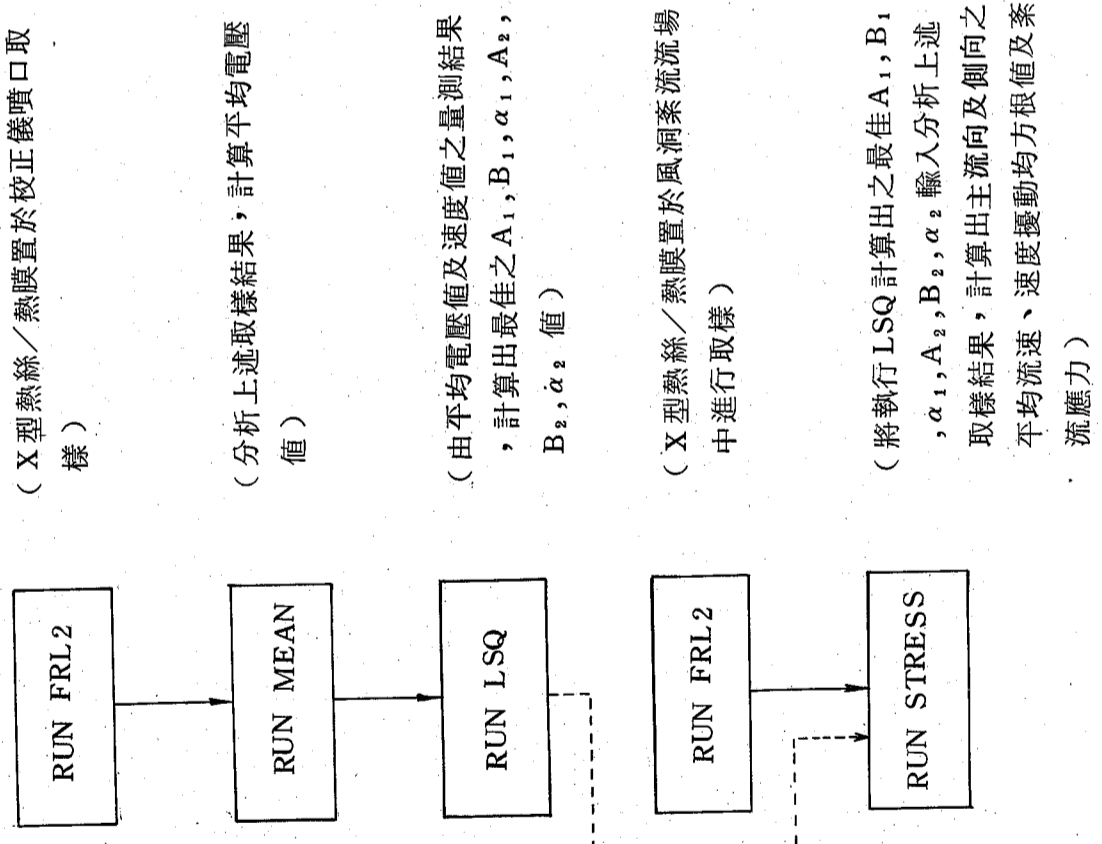 RUN FRL2
（X型熱絲／熱膜置於校正儀噴口取
樣）
RUN MEAN
（分析上述取樣結果，計算平均電壓
值）
RUN LSQ
（由平均電壓值及速度值之量測結果
，計算出最佳之A₁,B₁,α₁,A₂,
B₂,α₂ 值）
RUN FRL2
（X型熱絲／熱膜置於風洞紊流流場
中進行取樣）
RUN STRESS
（將執行LSQ計算出之最佳A₁,B₁
,α₁,A₂,B₂,α₂ 輸入分析上述
取樣結果，計算出主流向及側向之
平均流速、速度擾動均方根值及紊
流應力）